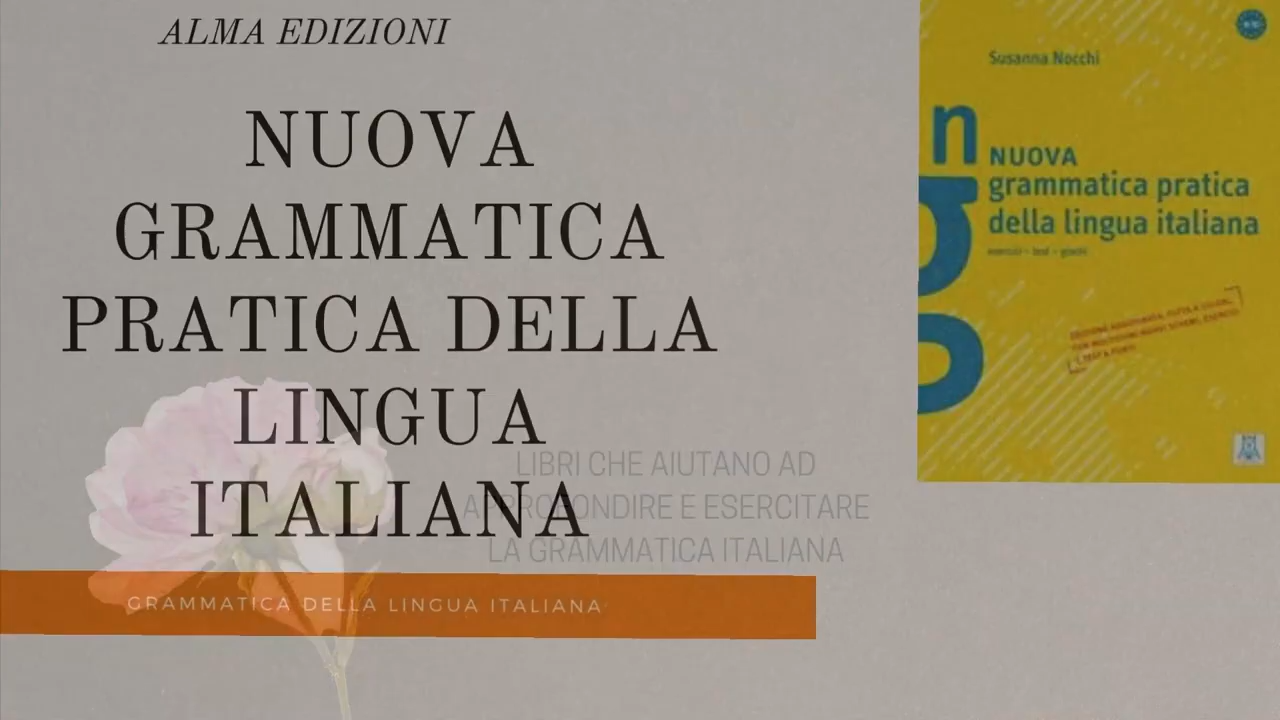 ALMA EDIZIONI
NUOVA
GRAMMATICA
PRATICA DELLA
LINGUA
ITALIANA
LIBRI CHE AIUTANO AD
APPROFONDIRE E ESERCITARE
LA GRAMMATICA ITALIANA
GRAMMATICA DELLA LINGUA ITALIANA
Susanna Nocchi
n
g
NUOVA
grammatica pratica
della lingua italiana
esercizi - test - giochi